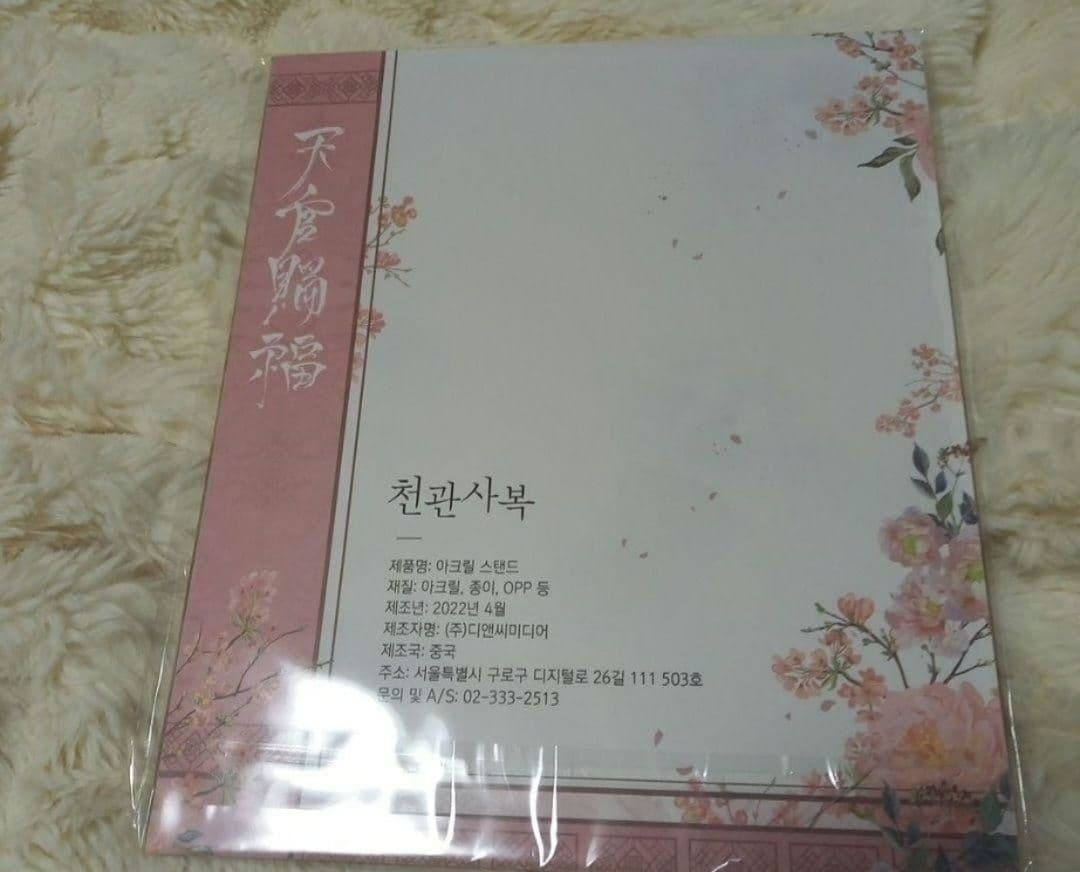 天官賜福
천관사복
제품명: 아크릴 스탠드
재질: 아크릴, 종이, OPP 등
제조년: 2022년 4월
제조자명: (주)디앤씨미디어
제조국: 중국
주소: 서울특별시 구로구 디지털로 26길 111 503호
문의 및 A/S: 02-333-2513